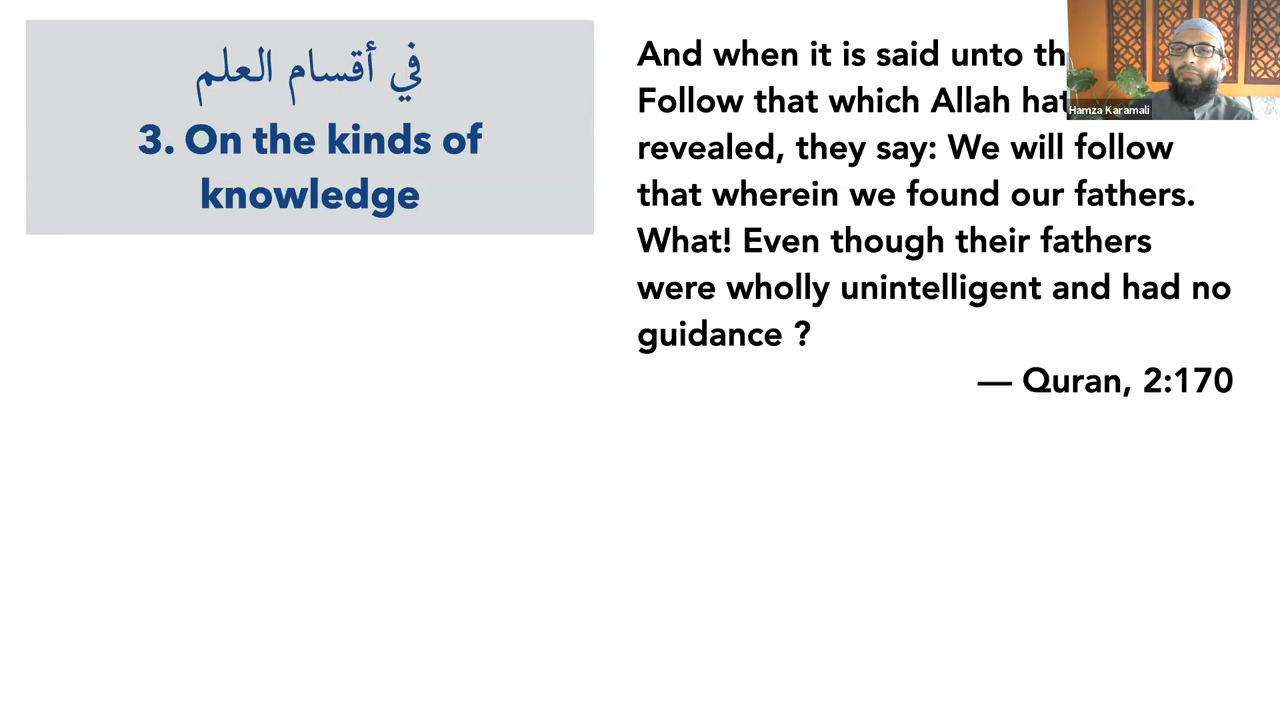 في أقسام العلم
3. On the kinds of
knowledge
And when it is said unto
Follow that which Allah
revealed, they say: We will follow
that wherein we found our fathers.
What! Even though their fathers
were wholly unintelligent and had no
guidance ?
— Quran, 2:170
Hamza Karamali